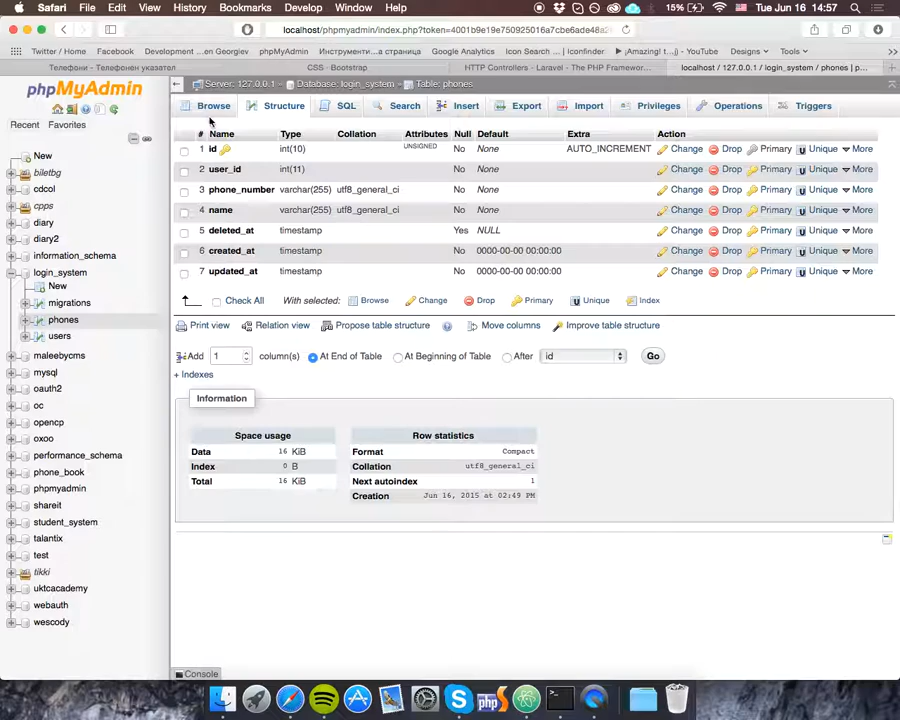 Safari File Edit View History Bookmarks Develop Window Help 15% Tue Jun 16 14:57
localhost/phpmyadmin/index.php?token=4001b9e19e750925016a7cbe6ade48a2
Twitter / Home Facebook phpMyAdmin Google Analytics Icon Search ... | Iconfinder ▶ ¡Amazing! :) - YouTube Designs Tools
Телефони – Телефонен указател CSS · Bootstrap HTTP Controllers - Laravel - The PHP Framework... localhost / 127.0.0.1 / login_system / phones | p...
phpMyAdmin
Server: 127.0.0.1 » Database: login_system » Table: phones
Browse Structure SQL Search Insert Export Import Privileges Operations Triggers
Recent Favorites
New
biletbg
cdcol
cpps
diary
diary2
information_schema
login_system
New
migrations
phones
users
maleebycms
mysql
oauth2
oc
opencp
oxoo
performance_schema
phone_book
phpmyadmin
shareit
student_system
talantix
test
tikki
uktcacademy
webauth
wescody
# Name Type Collation Attributes Null Default Extra Action
1 id int(10) UNSIGNED No None AUTO_INCREMENT Change Drop Primary Unique More
2 user_id int(11) No None Change Drop Primary Unique More
3 phone_number varchar(255) utf8_general_ci No None Change Drop Primary Unique More
4 name varchar(255) utf8_general_ci No None Change Drop Primary Unique More
5 deleted_at timestamp Yes NULL Change Drop Primary Unique More
6 created_at timestamp No 0000-00-00 00:00:00 Change Drop Primary Unique More
7 updated_at timestamp No 0000-00-00 00:00:00 Change Drop Primary Unique More
Check All With selected: Browse Change Drop Primary Unique Index
Print view Relation view Propose table structure Move columns Improve table structure
Add 1 column(s) At End of Table At Beginning of Table After id Go
+ Indexes
Information
Space usage
Data 16 KiB
Index 0 B
Total 16 KiB
Row statistics
Format Compact
Collation utf8_general_ci
Next autoindex 1
Creation Jun 16, 2015 at 02:49 PM
Console
php